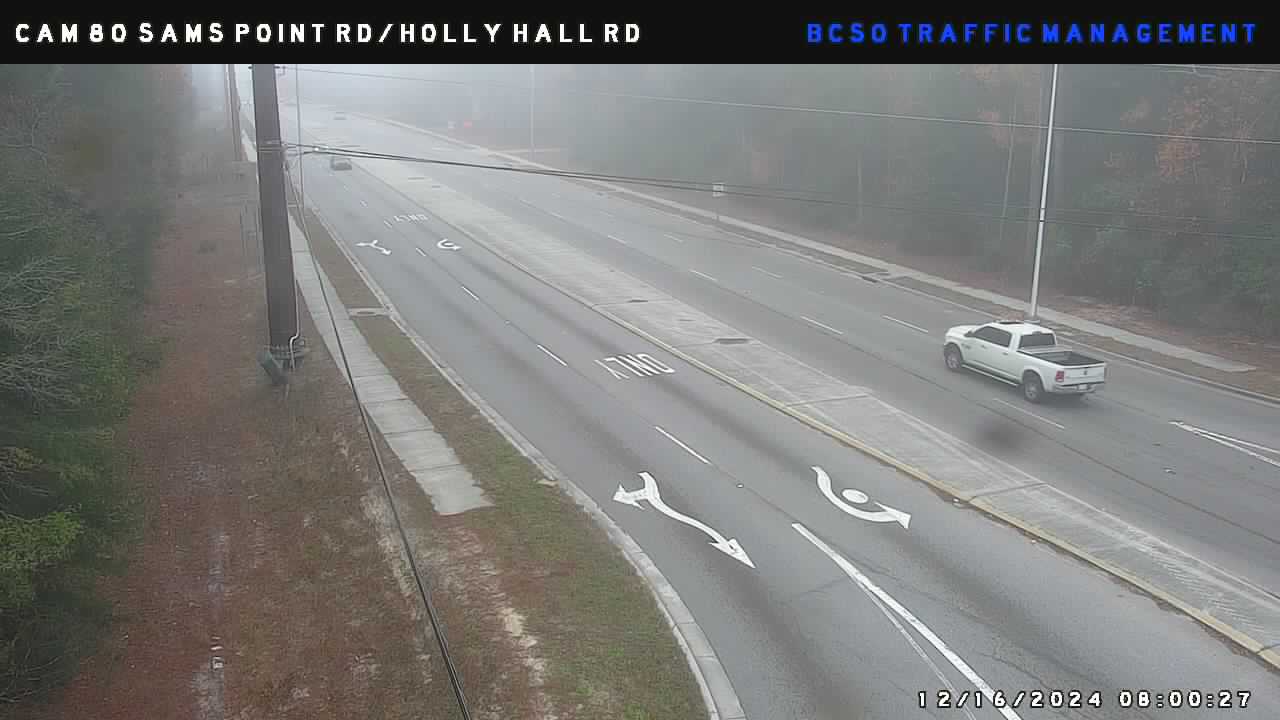 CAM 80 SAMS POINT RD/HOLLY HALL RD
BCSO TRAFFIC MANAGEMENT
ONLY
ONLY
12/16/2024 08:00:27